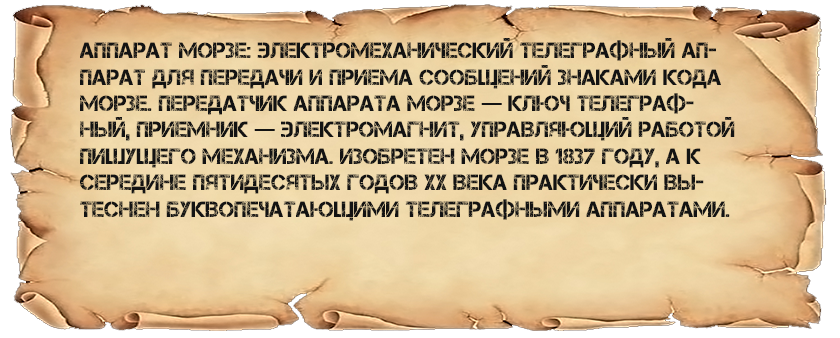 АППАРАТ МОРЗЕ: ЭЛЕКТРОМЕХАНИЧЕСКИЙ ТЕЛЕГРАФНЫЙ АП-
ПАРАТ ДЛЯ ПЕРЕДАЧИ И ПРИЕМА СООБЩЕНИЙ ЗНАКАМИ КОДА
МОРЗЕ. ПЕРЕДАТЧИК АППАРАТА МОРЗЕ — КЛЮЧ ТЕЛЕГРАФ-
НЫЙ, ПРИЕМНИК — ЭЛЕКТРОМАГНИТ, УПРАВЛЯЮЩИЙ РАБОТОЙ
ПИШУЩЕГО МЕХАНИЗМА. ИЗОБРЕТЕН МОРЗЕ В 1837 ГОДУ, А К
СЕРЕДИНЕ ПЯТИДЕСЯТЫХ ГОДОВ XX ВЕКА ПРАКТИЧЕСКИ ВЫ-
ТЕСНЕН БУКВОПЕЧАТАЮЩИМИ ТЕЛЕГРАФНЫМИ АППАРАТАМИ.